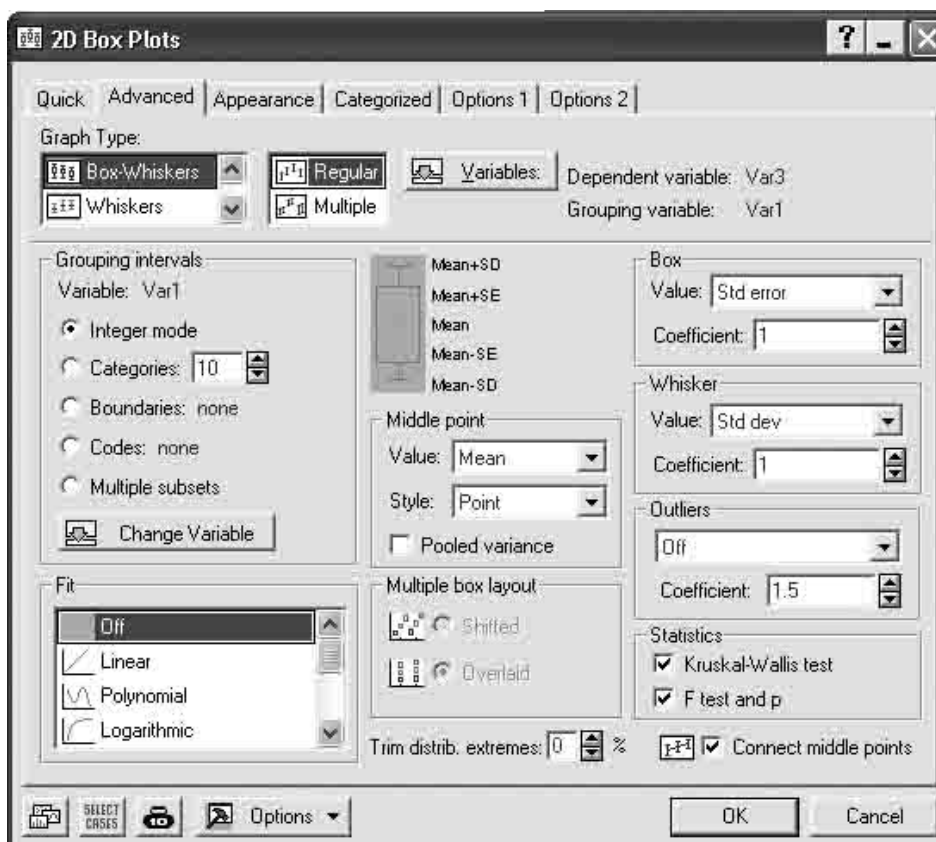 2D Box Plots
?
Quick
Advanced
Appearance
Categorized
Options 1
Options 2
Graph Type:
Box-Whiskers
Whiskers
Regular
Multiple
Variables:
Dependent variable: Var3
Grouping variable: Var1
Grouping intervals
Variable: Var1
Integer mode
Categories: 10
Boundaries: none
Codes: none
Multiple subsets
Change Variable
Fit
Off
Linear
Polynomial
Logarithmic
Mean+SD
Mean+SE
Mean
Mean-SE
Mean-SD
Middle point
Value: Mean
Style: Point
Pooled variance
Multiple box layout
Shifted
Overlaid
Trim distrib. extremes: 0 %
Box
Value: Std error
Coefficient: 1
Whisker
Value: Std dev
Coefficient: 1
Outliers
Off
Coefficient: 1.5
Statistics
Kruskal-Wallis test
F test and p
Connect middle points
SELECT
CASES
Options
OK
Cancel